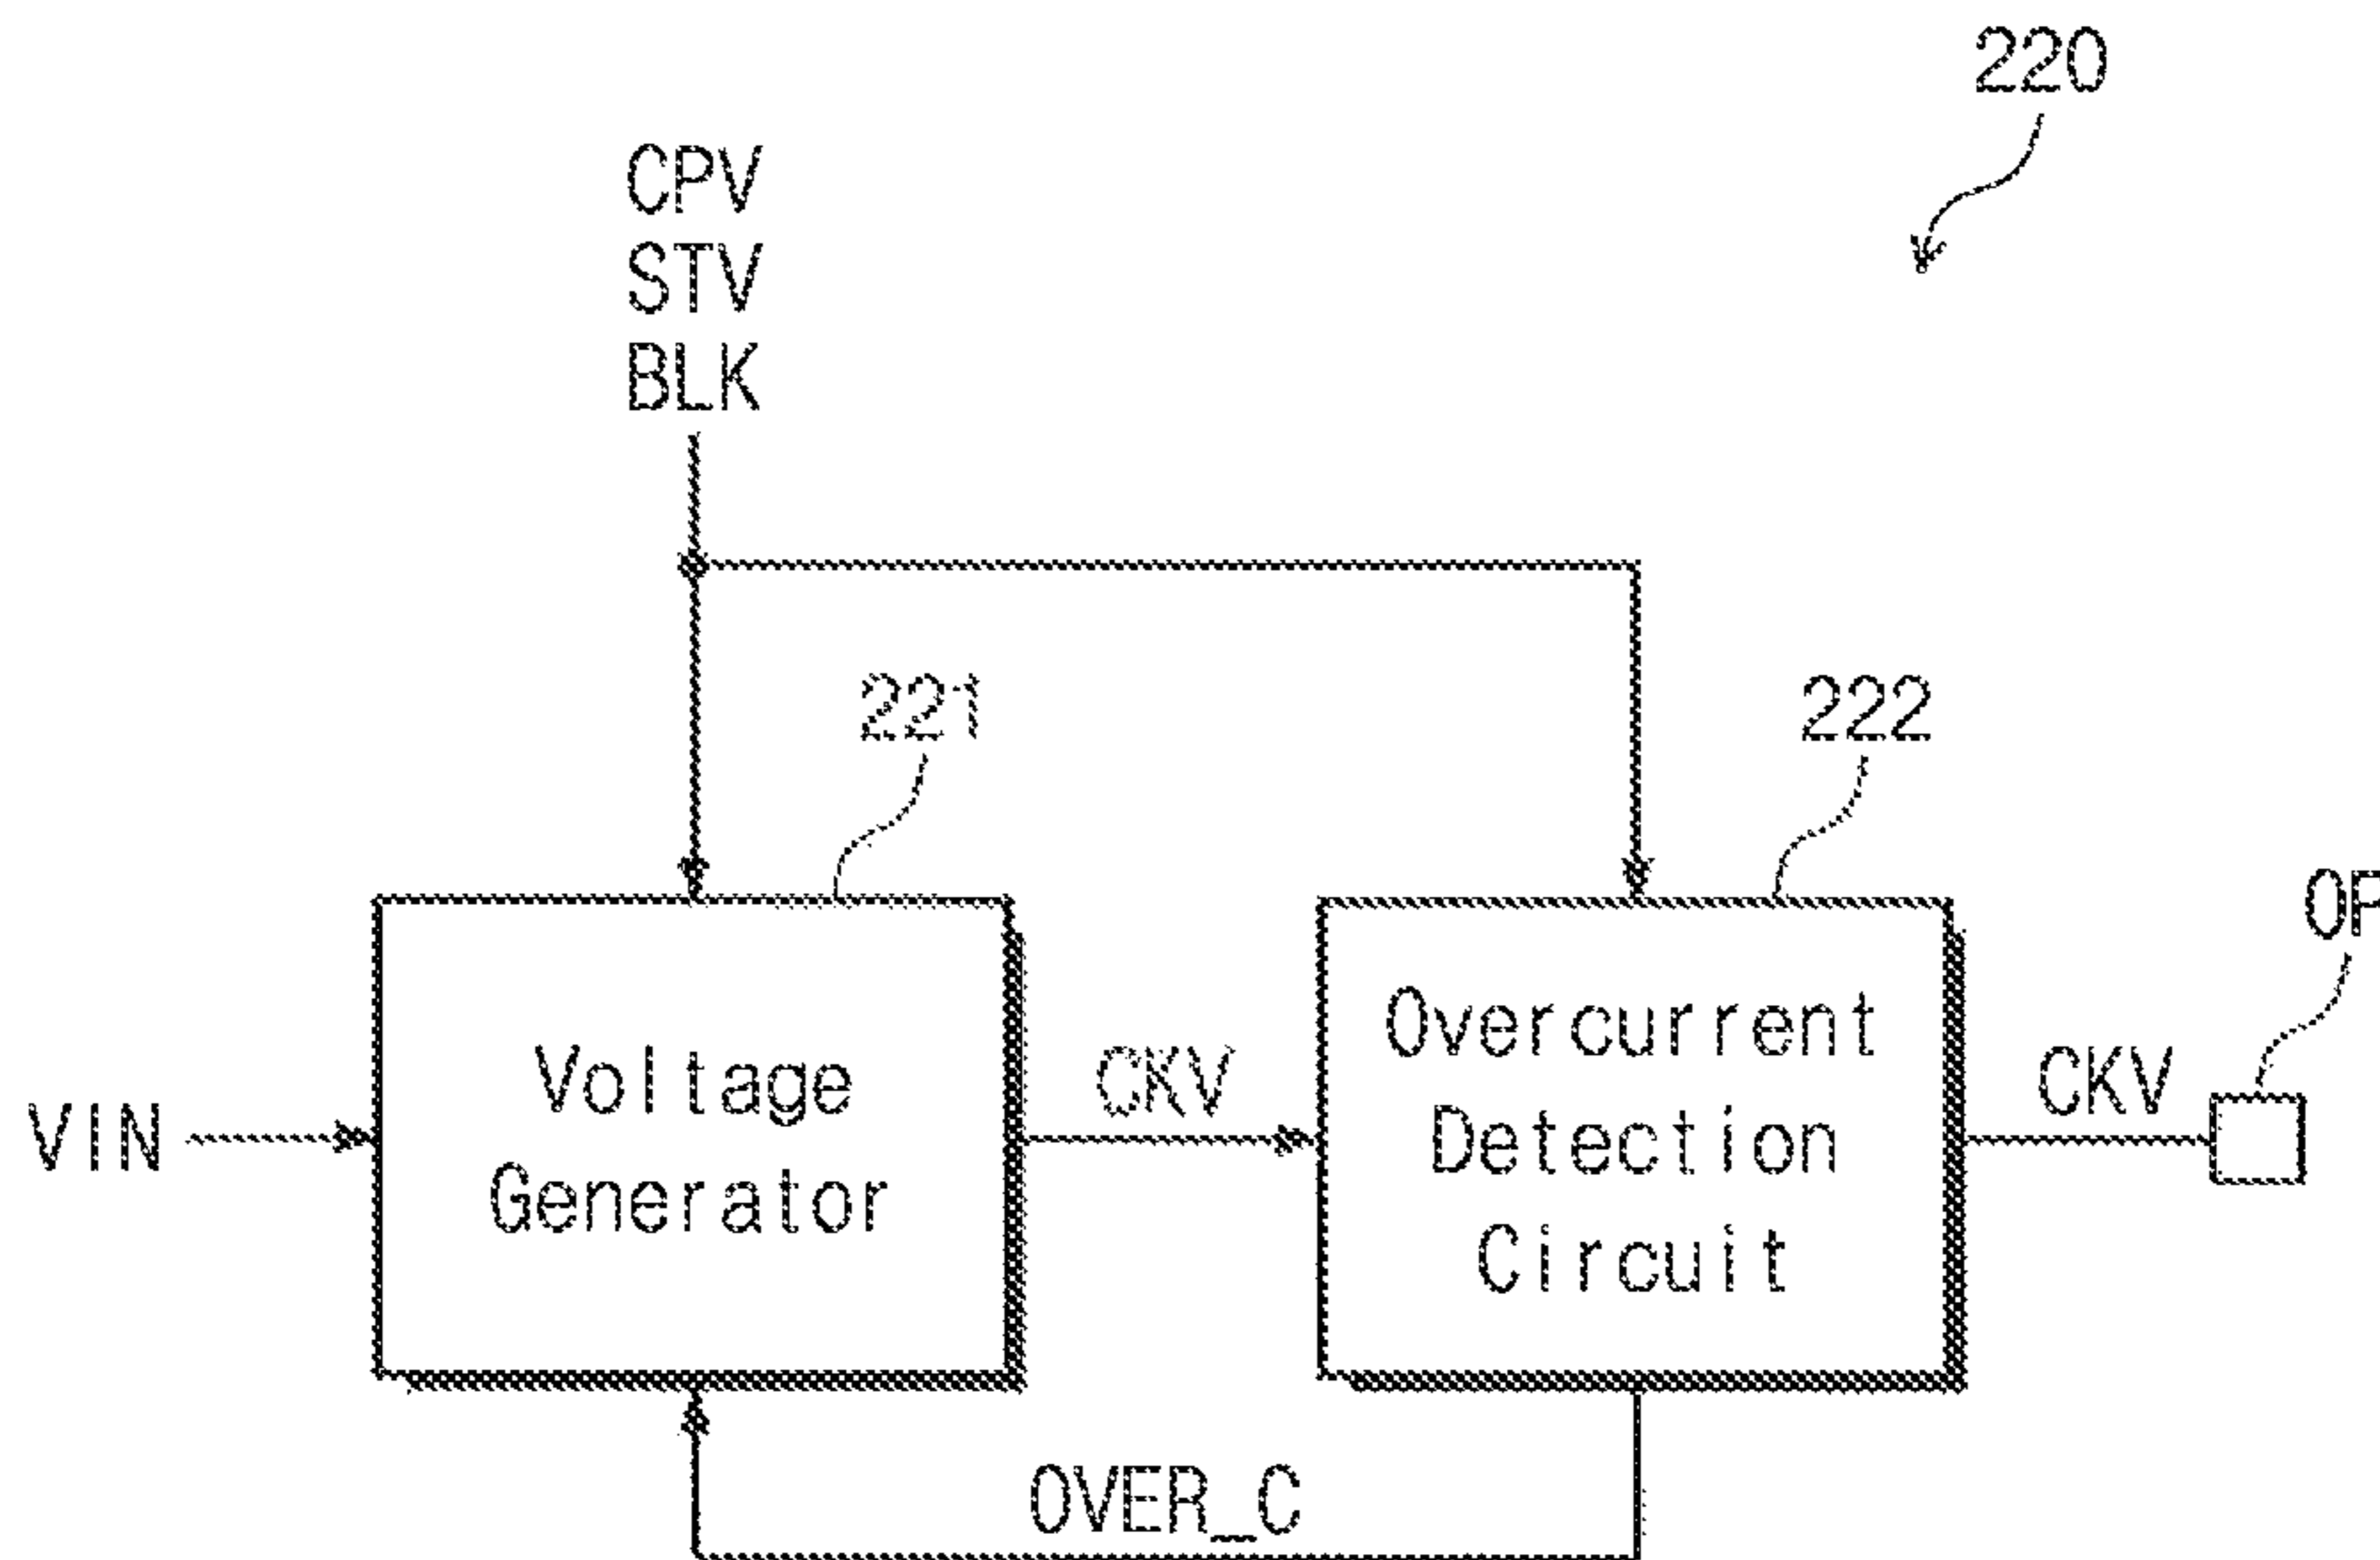 220
CPV
STV
BLK
221
222
Voltage
Generator
Overcurrent
Detection
Circuit
VIN
CKV
CKV
OVER_C